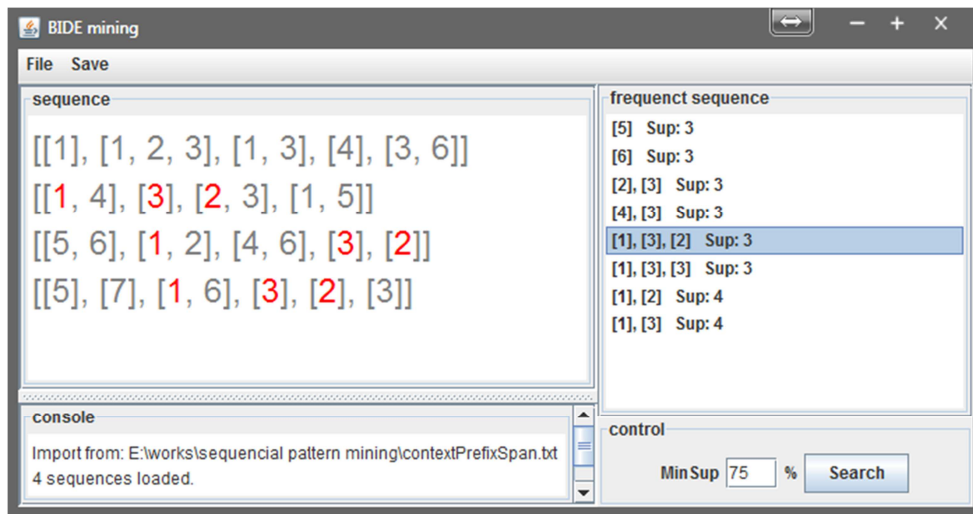 BIDE mining
File Save
sequence
[[1], [1, 2, 3], [1, 3], [4], [3, 6]]
[[1, 4], [3], [2, 3], [1, 5]]
[[5, 6], [1, 2], [4, 6], [3], [2]]
[[5], [7], [1, 6], [3], [2], [3]]
console
Import from: E:\works\sequencial pattern mining\contextPrefixSpan.txt
4 sequences loaded.
frequenct sequence
[5] Sup: 3
[6] Sup: 3
[2], [3] Sup: 3
[4], [3] Sup: 3
[1], [3], [2] Sup: 3
[1], [3], [3] Sup: 3
[1], [2] Sup: 4
[1], [3] Sup: 4
control
MinSup 75 % Search